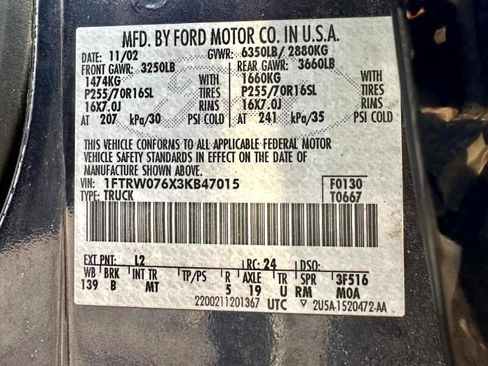 MFD. BY FORD MOTOR CO. IN U.S.A.
DATE: 11/02 GVWR: 6350LB/ 2880KG
FRONT GAWR: 3250LB REAR GAWR: 3660LB
1474KG WITH 1660KG WITH
P255/70R16SL TIRES P255/70R16SL TIRES
16X7.0J RIMS 16X7.0J RIMS
AT 207 kPa/30 PSI COLD AT 241 kPa/35 PSI COLD
THIS VEHICLE CONFORMS TO ALL APPLICABLE FEDERAL MOTOR
VEHICLE SAFETY STANDARDS IN EFFECT ON THE DATE OF
MANUFACTURE SHOWN ABOVE.
VIN: 1FTRW076X3KB47015 F0130
TYPE: TRUCK T0667
EXT PNT: L2 RC: 24 DSO:
WB BRK INT TR TP/PS R AXLE TR SPR 3F516
139 B MT 5 19 U RM MOA
2200211201367 UTC ▽ 2U5A-1520472-AA